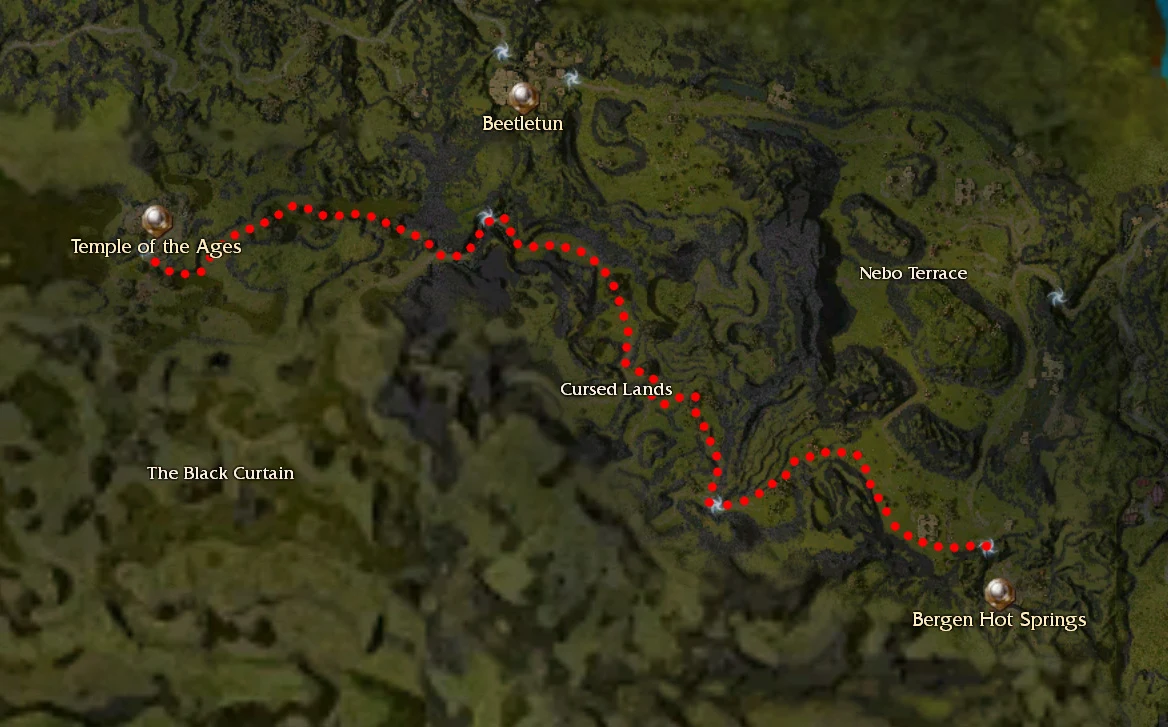 Beetletun
Temple of the Ages
Nebo Terrace
Cursed Lands
The Black Curtain
Bergen Hot Springs